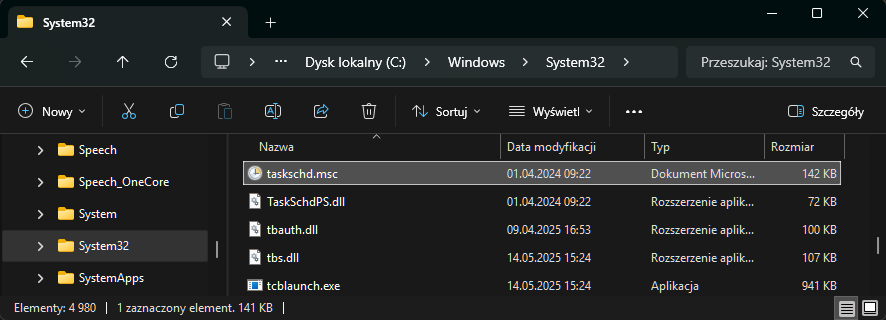 System32
Dysk lokalny (C:) Windows System32 Przeszukaj: System32
Nowy Sortuj Wyświetl Szczegóły
Nazwa Data modyfikacji Typ Rozmiar
Speech
Speech_OneCore
System
System32
SystemApps
taskschd.msc 01.04.2024 09:22 Dokument Micros... 142 KB
TaskSchdPS.dll 01.04.2024 09:22 Rozszerzenie aplik... 72 KB
tbauth.dll 09.04.2025 16:53 Rozszerzenie aplik... 100 KB
tbs.dll 14.05.2025 15:24 Rozszerzenie aplik... 107 KB
tcblaunch.exe 14.05.2025 15:24 Aplikacja 941 KB
Elementy: 4 980 1 zaznaczony element. 141 KB